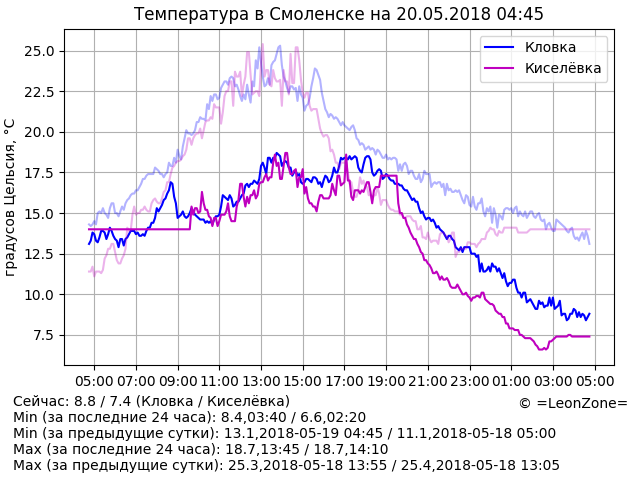 Температура в Смоленске на 20.05.2018 04:45
градусов Цельсия, °C
25.0
22.5
20.0
17.5
15.0
12.5
10.0
7.5
Кловка
Киселёвка
05:00 07:00 09:00 11:00 13:00 15:00 17:00 19:00 21:00 23:00 01:00 03:00 05:00
Сейчас: 8.8 / 7.4 (Кловка / Киселёвка)
© =LeonZone=
Min (за последние 24 часа): 8.4,03:40 / 6.6,02:20
Min (за предыдущие сутки): 13.1,2018-05-19 04:45 / 11.1,2018-05-18 05:00
Max (за последние 24 часа): 18.7,13:45 / 18.7,14:10
Max (за предыдущие сутки): 25.3,2018-05-18 13:55 / 25.4,2018-05-18 13:05